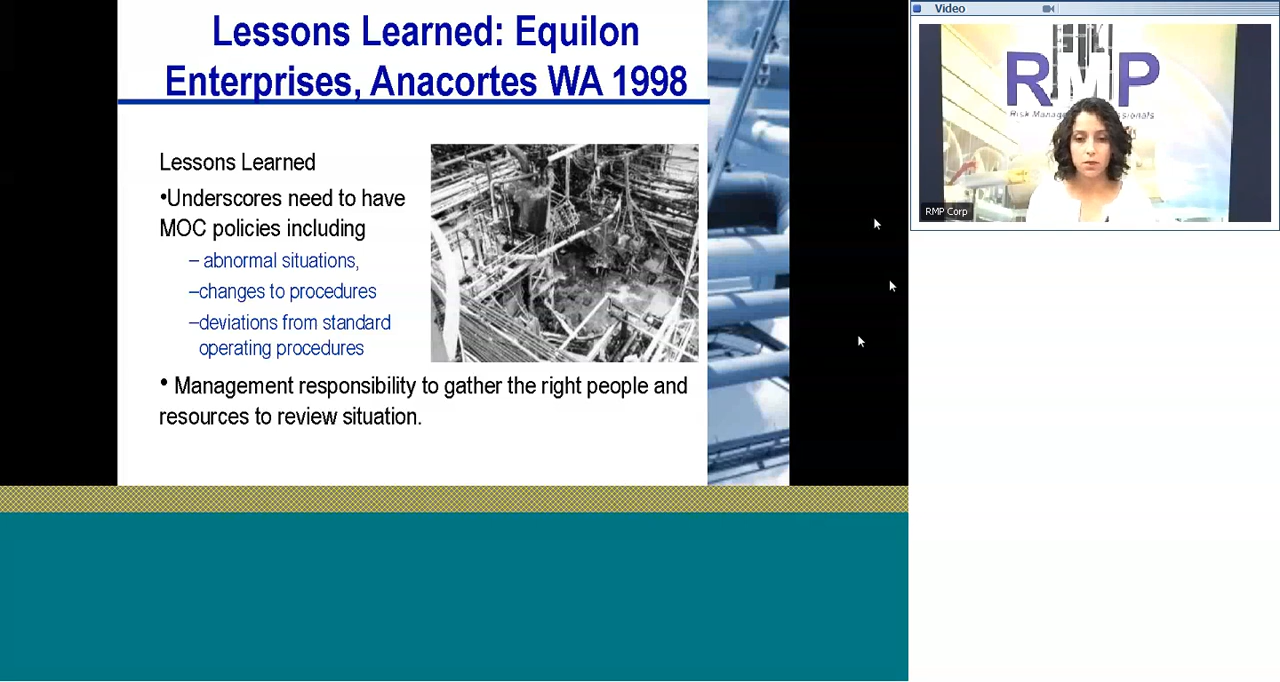 Lessons Learned: Equilon
Enterprises, Anacortes WA 1998
Lessons Learned
•Underscores need to have
MOC policies including
– abnormal situations,
–changes to procedures
–deviations from standard
operating procedures
• Management responsibility to gather the right people and
resources to review situation.
Video
RMP
RMP Corp